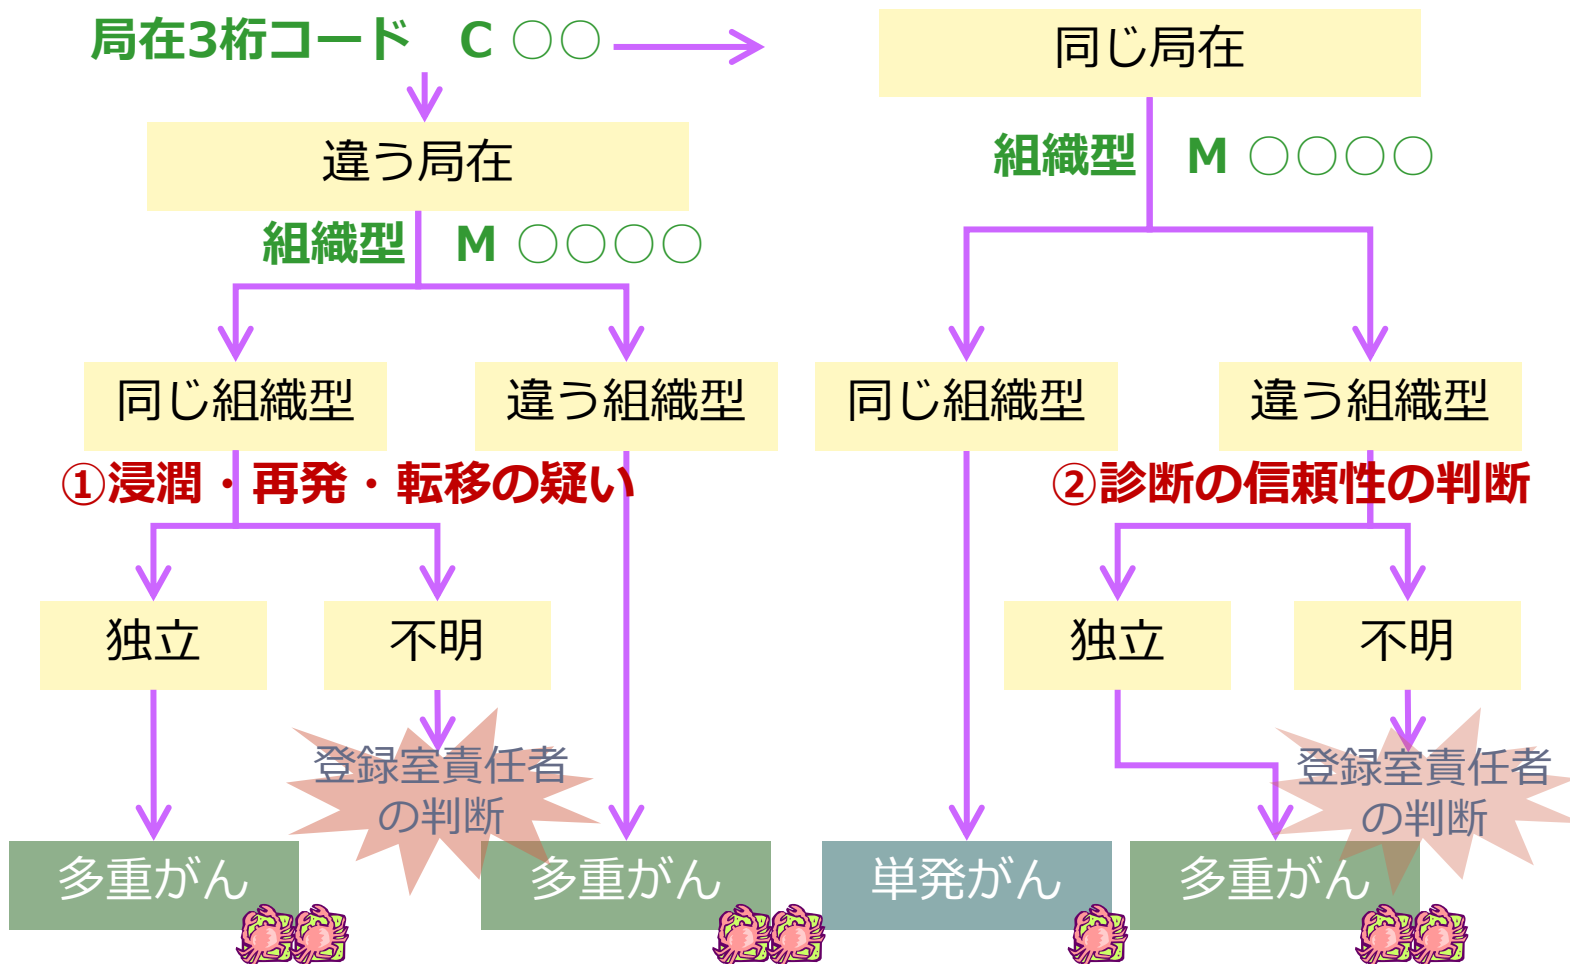 局在3桁コード C ○○
同じ局在
違う局在
組織型 M ○○○○
組織型 M ○○○○
同じ組織型
違う組織型
同じ組織型
違う組織型
①浸潤・再発・転移の疑い
②診断の信頼性の判断
独立
不明
独立
不明
登録室責任者
の判断
登録室責任者
の判断
多重がん
多重がん
単発がん
多重がん